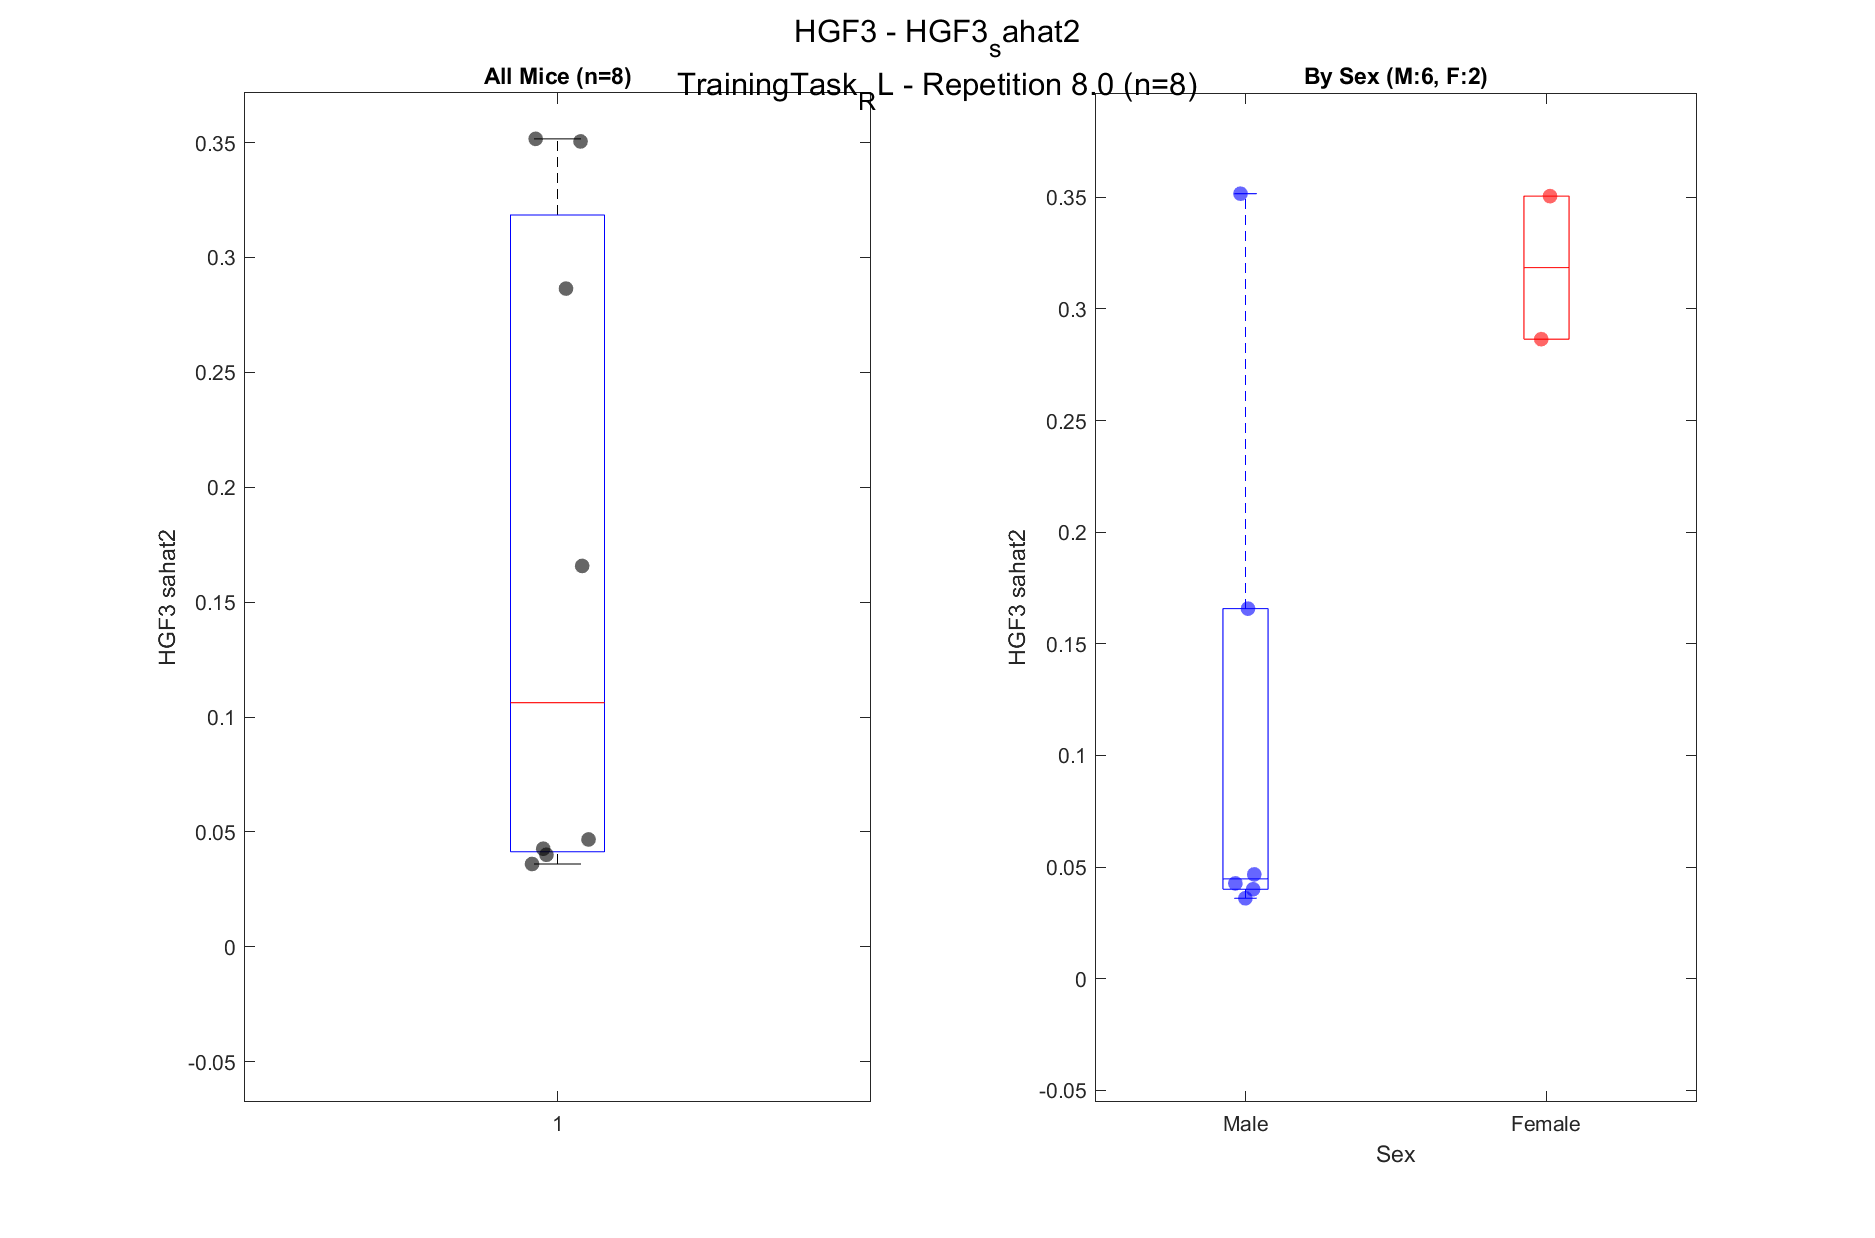 HGF3 - HGF3_sahat2
TrainingTask_RL - Repetition 8.0 (n=8)
All Mice (n=8)
0.35
0.3
0.25
0.2
0.15
0.1
0.05
0
-0.05
HGF3 sahat2
1
By Sex (M:6, F:2)
0.35
0.3
0.25
0.2
0.15
0.1
0.05
0
-0.05
HGF3 sahat2
Male Female
Sex